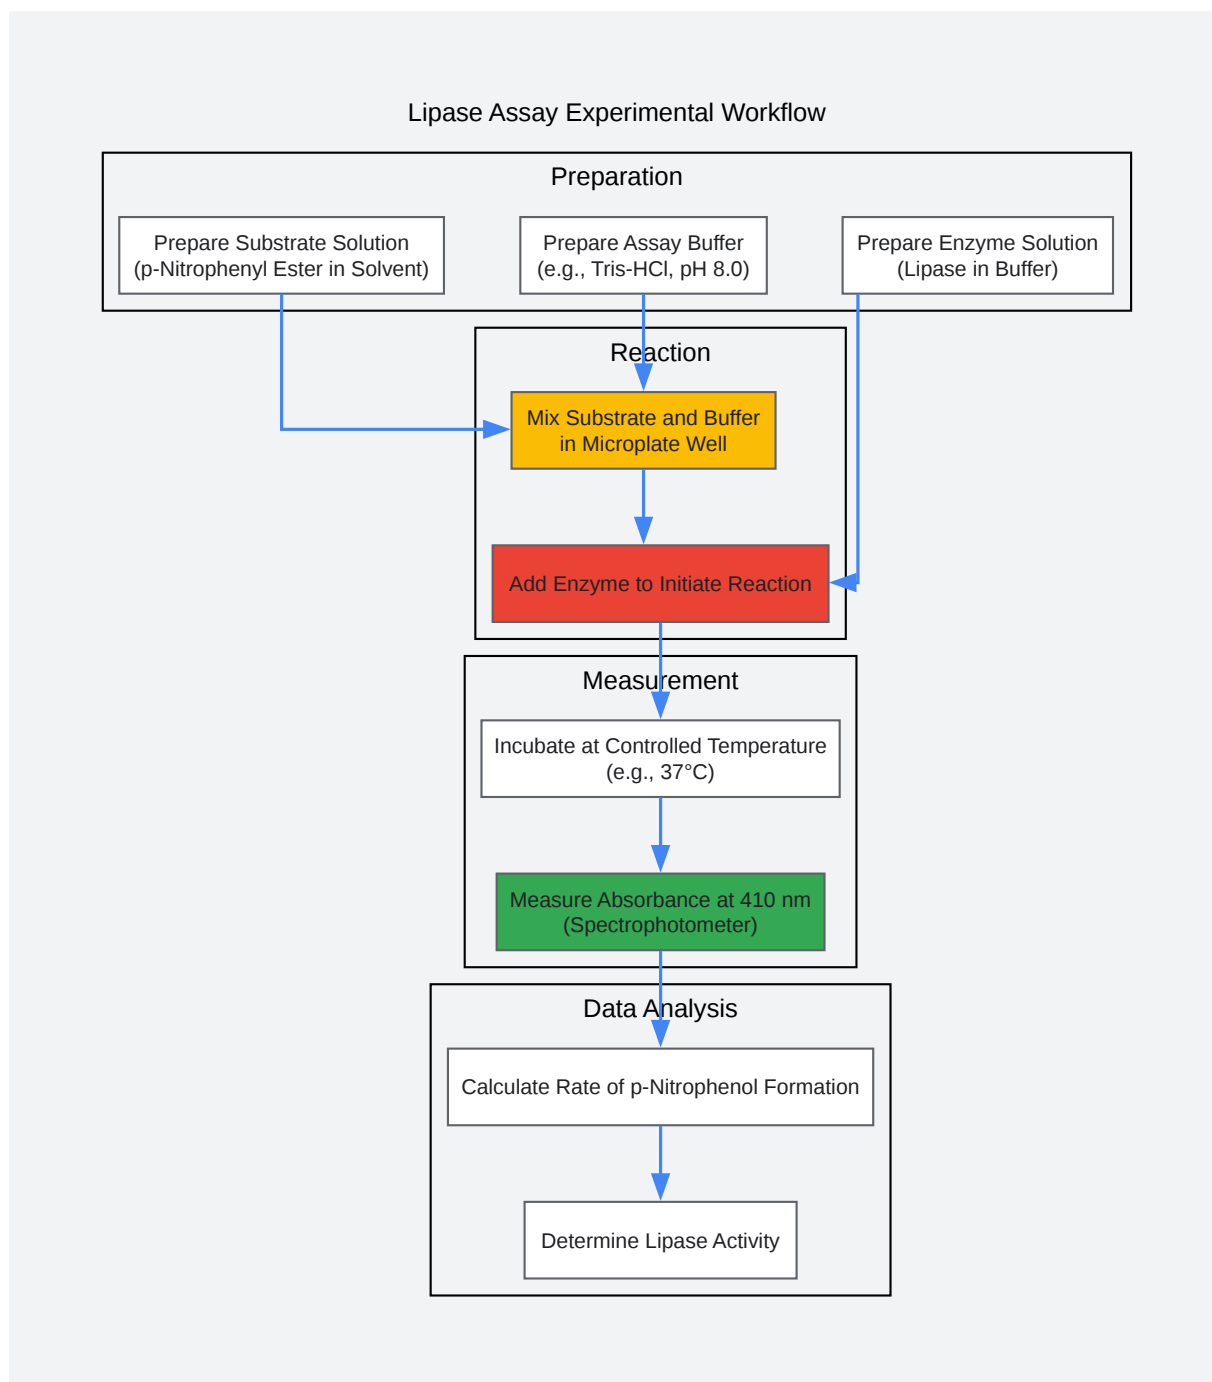 Lipase Assay Experimental Workflow
Preparation
Prepare Substrate Solution
(p-Nitrophenyl Ester in Solvent)
Prepare Assay Buffer
(e.g., Tris-HCl, pH 8.0)
Prepare Enzyme Solution
(Lipase in Buffer)
Reaction
Mix Substrate and Buffer
in Microplate Well
Add Enzyme to Initiate Reaction
Measurement
Incubate at Controlled Temperature
(e.g., 37°C)
Measure Absorbance at 410 nm
(Spectrophotometer)
Data Analysis
Calculate Rate of p-Nitrophenol Formation
Determine Lipase Activity